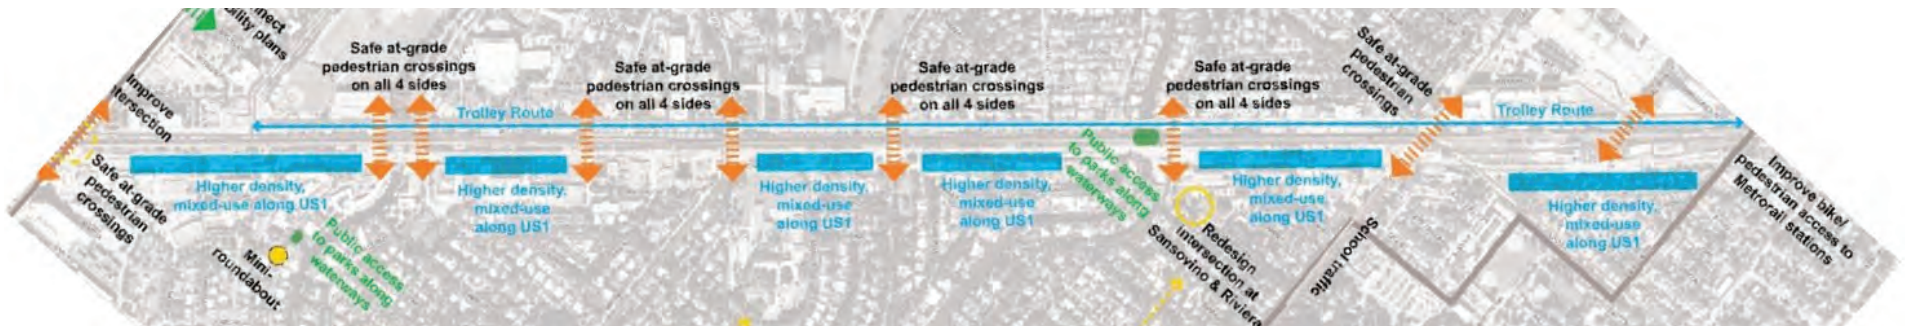 nnect
bility plans
Improve
ntersection
Safe at-grade
pedestrian
crossings
Safe at-grade
pedestrian crossings
on all 4 sides
Safe at-grade
pedestrian crossings
on all 4 sides
Safe at-grade
pedestrian crossings
on all 4 sides
Safe at-grade
pedestrian crossings
on all 4 sides
Safe at-grade
pedestrian
crossings
Trolley Route
Trolley Route
Higher density,
mixed-use along US1
Higher density,
mixed-use
along US1
Higher density,
mixed-use
along US1
Higher density,
mixed-use
along US1
Higher density,
mixed-use
along US1
Higher density,
mixed-use
along US1
Public access
to parks along
waterways
Public access
to parks along
waterways
Mini-
roundabout
Redesign
intersection at
Sansovino & Riviera
School traffic
Improve bike/
pedestrian access to
Metrorail stations